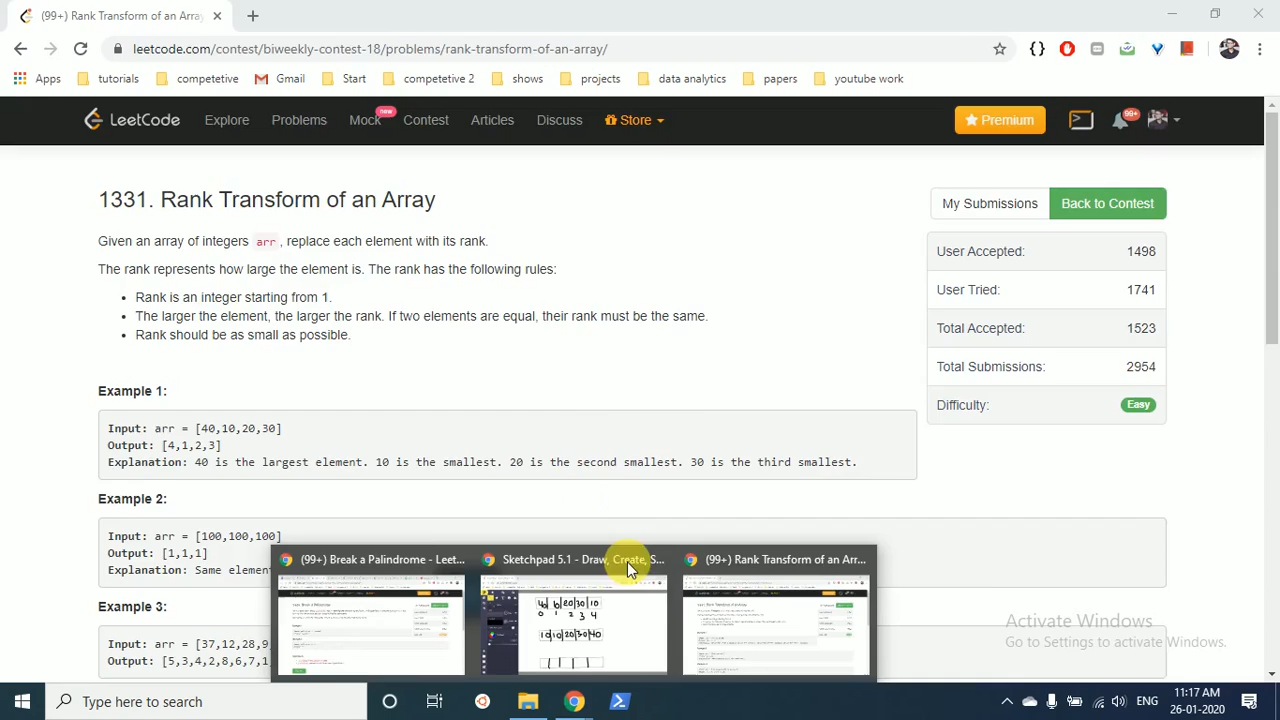 (99+) Rank Transform of an Array
leetcode.com/contest/biweekly-contest-18/problems/rank-transform-of-an-array/
Apps tutorials competetive Gmail Start competetive 2 shows projects data analytics papers youtube work
LeetCode Explore Problems Mock new Contest Articles Discuss Store Premium 99+
1331. Rank Transform of an Array
My Submissions Back to Contest
Given an array of integers arr, replace each element with its rank.
The rank represents how large the element is. The rank has the following rules:
Rank is an integer starting from 1.
The larger the element, the larger the rank. If two elements are equal, their rank must be the same.
Rank should be as small as possible.
User Accepted: 1498
User Tried: 1741
Total Accepted: 1523
Total Submissions: 2954
Difficulty: Easy
Example 1:
Input: arr = [40,10,20,30]
Output: [4,1,2,3]
Explanation: 40 is the largest element. 10 is the smallest. 20 is the second smallest. 30 is the third smallest.
Example 2:
Input: arr = [100,100,100]
Output: [1,1,1]
Explanation: Same elemen
(99+) Break a Palindrome - Leet...
Sketchpad 5.1 - Draw, Create, S...
(99+) Rank Transform of an Arr...
Example 3:
Input: arr = [37,12,28,9
Output: [5,3,4,2,8,6,7,1
Activate Windows
Go to Settings to activate Windows.
Type here to search
ENG
11:17 AM
26-01-2020